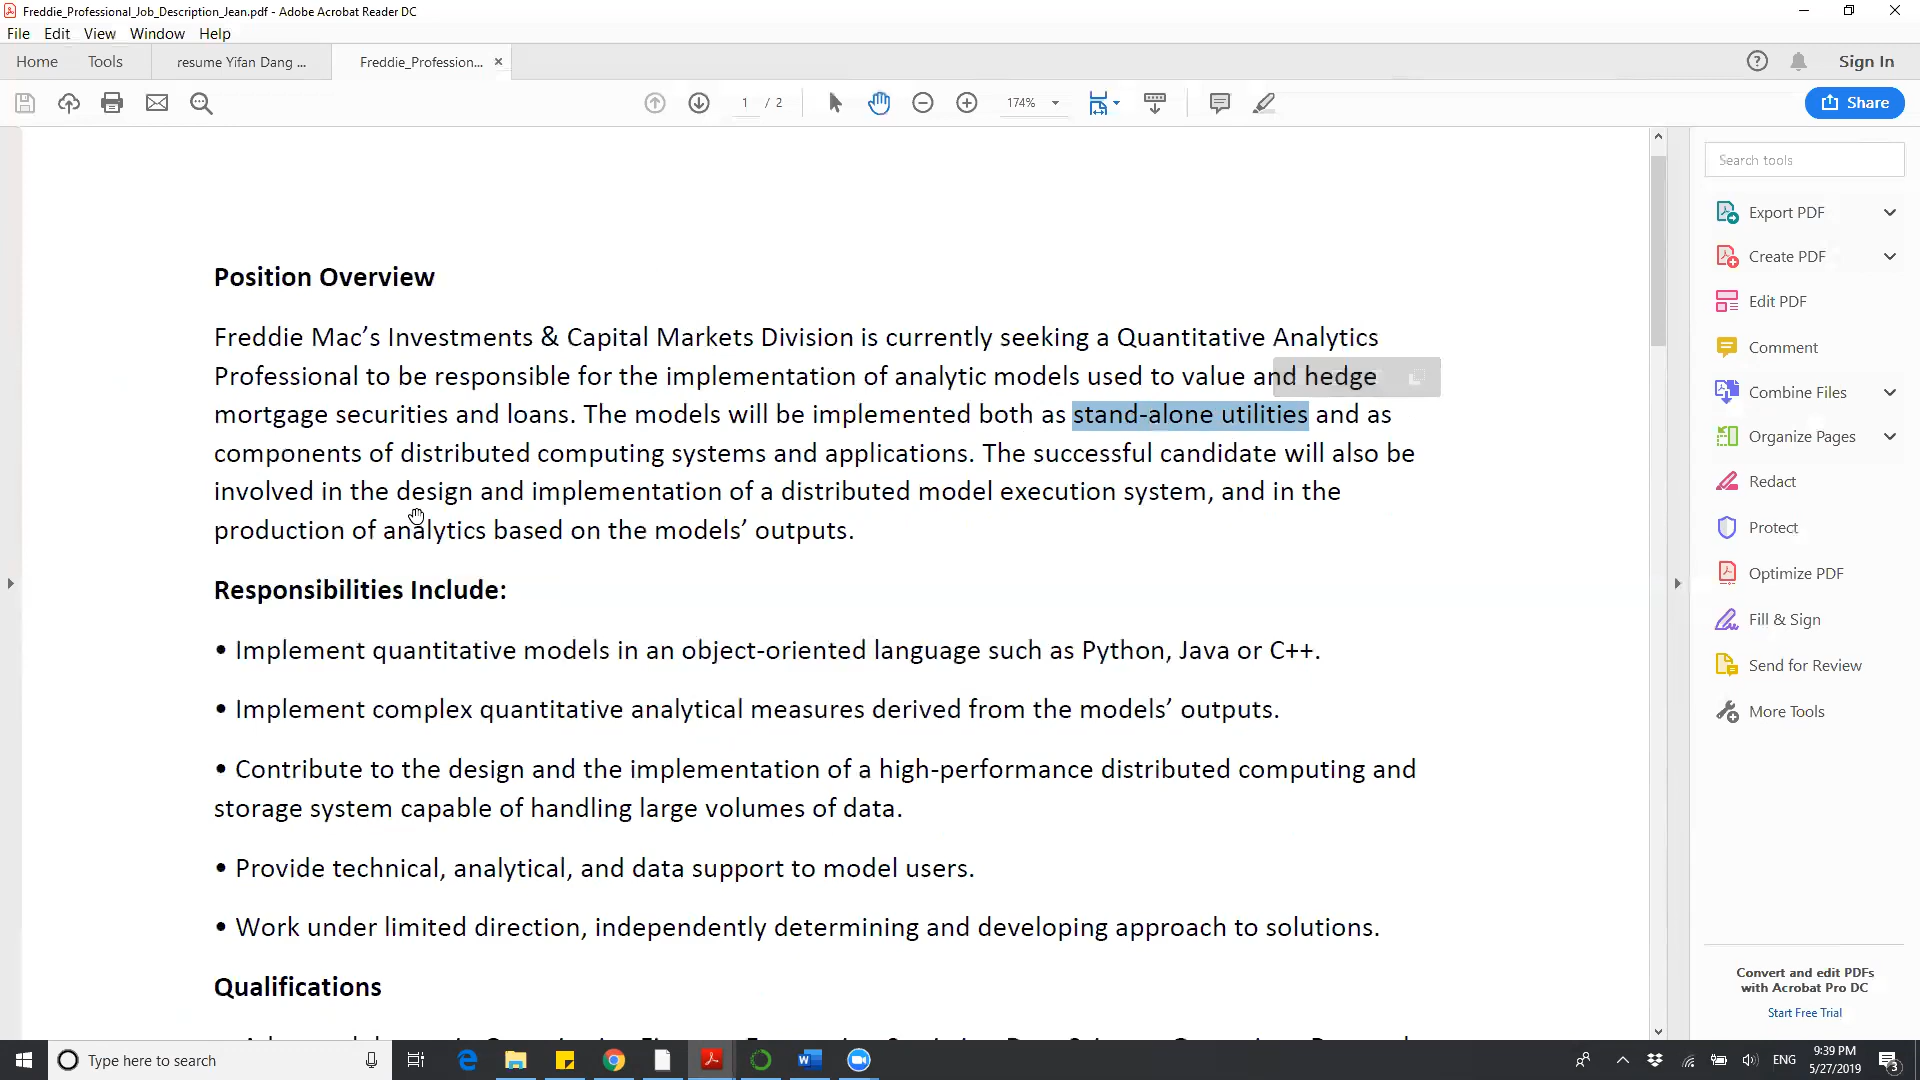 Freddie_Professional_Job_Description_Jean.pdf - Adobe Acrobat Reader DC
File Edit View Window Help
Home Tools resume Yifan Dang ... Freddie_Profession... Sign In
1 / 2 174% Share
Search tools
Export PDF
Create PDF
Edit PDF
Comment
Combine Files
Organize Pages
Redact
Protect
Optimize PDF
Fill & Sign
Send for Review
More Tools
Convert and edit PDFs
with Acrobat Pro DC
Start Free Trial
Position Overview
Freddie Mac’s Investments & Capital Markets Division is currently seeking a Quantitative Analytics
Professional to be responsible for the implementation of analytic models used to value and hedge
mortgage securities and loans. The models will be implemented both as stand-alone utilities and as
components of distributed computing systems and applications. The successful candidate will also be
involved in the design and implementation of a distributed model execution system, and in the
production of analytics based on the models’ outputs.
Responsibilities Include:
• Implement quantitative models in an object-oriented language such as Python, Java or C++.
• Implement complex quantitative analytical measures derived from the models’ outputs.
• Contribute to the design and the implementation of a high-performance distributed computing and
storage system capable of handling large volumes of data.
• Provide technical, analytical, and data support to model users.
• Work under limited direction, independently determining and developing approach to solutions.
Qualifications
Type here to search
ENG
9:39 PM
5/27/2019
3